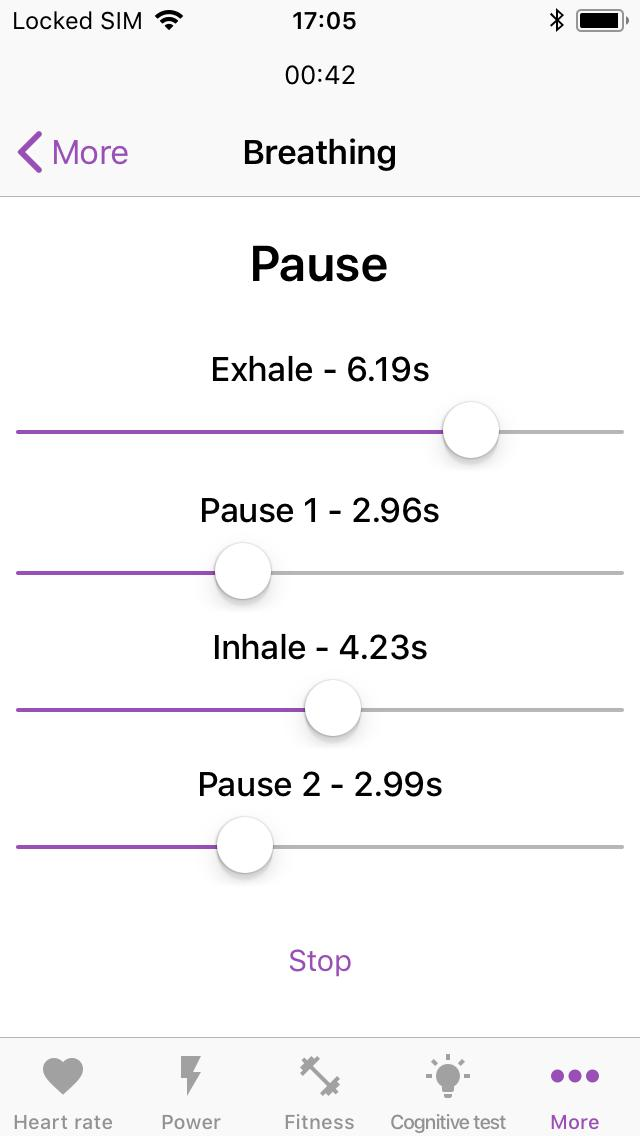 Locked SIM 17:05
00:42
More Breathing
Pause
Exhale - 6.19s
Pause 1 - 2.96s
Inhale - 4.23s
Pause 2 - 2.99s
Stop
Heart rate Power Fitness Cognitive test More